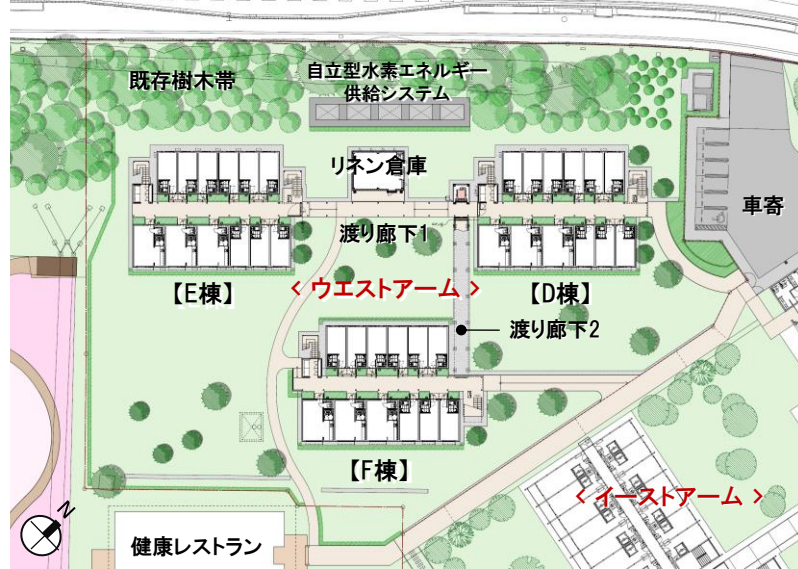 既存樹木帯
自立型水素エネルギー
供給システム
リネン倉庫
車寄
渡り廊下1
【E棟】
< ウエストアーム >
【D棟】
渡り廊下2
【F棟】
< イーストアーム >
N
健康レストラン